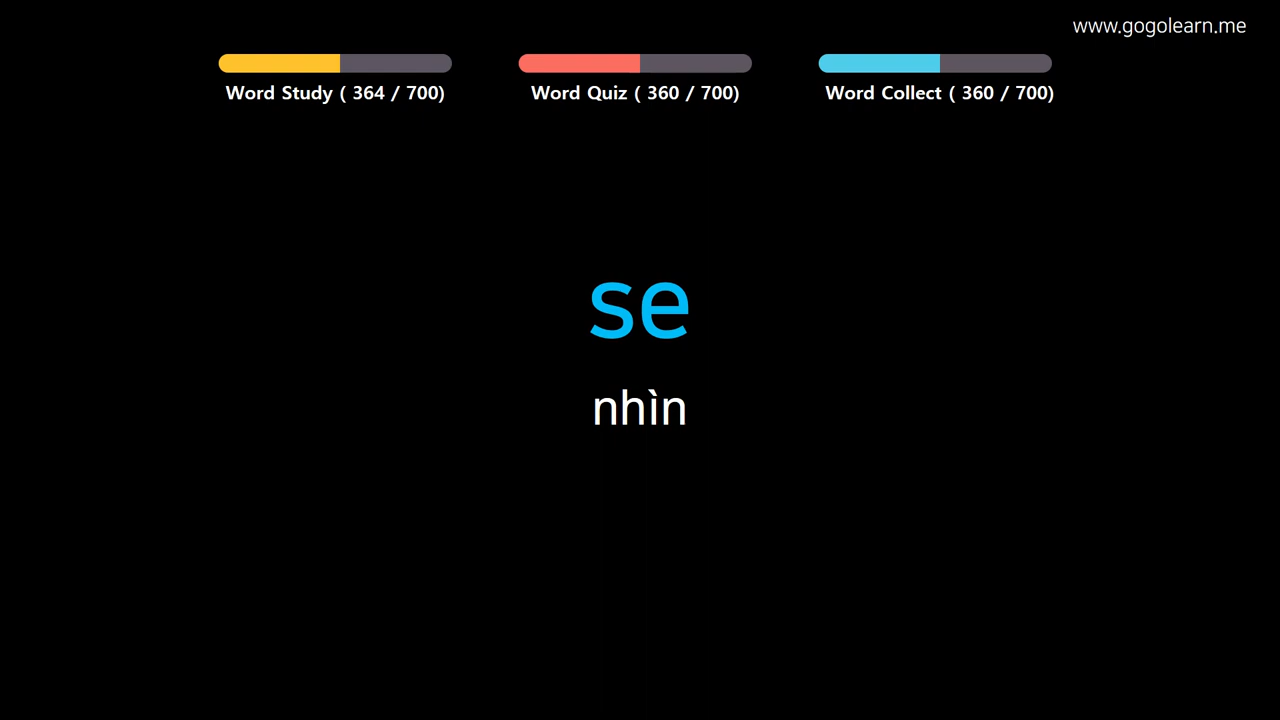 www.gogolearn.me
Word Study ( 364 / 700)
Word Quiz ( 360 / 700)
Word Collect ( 360 / 700)
se
nhìn